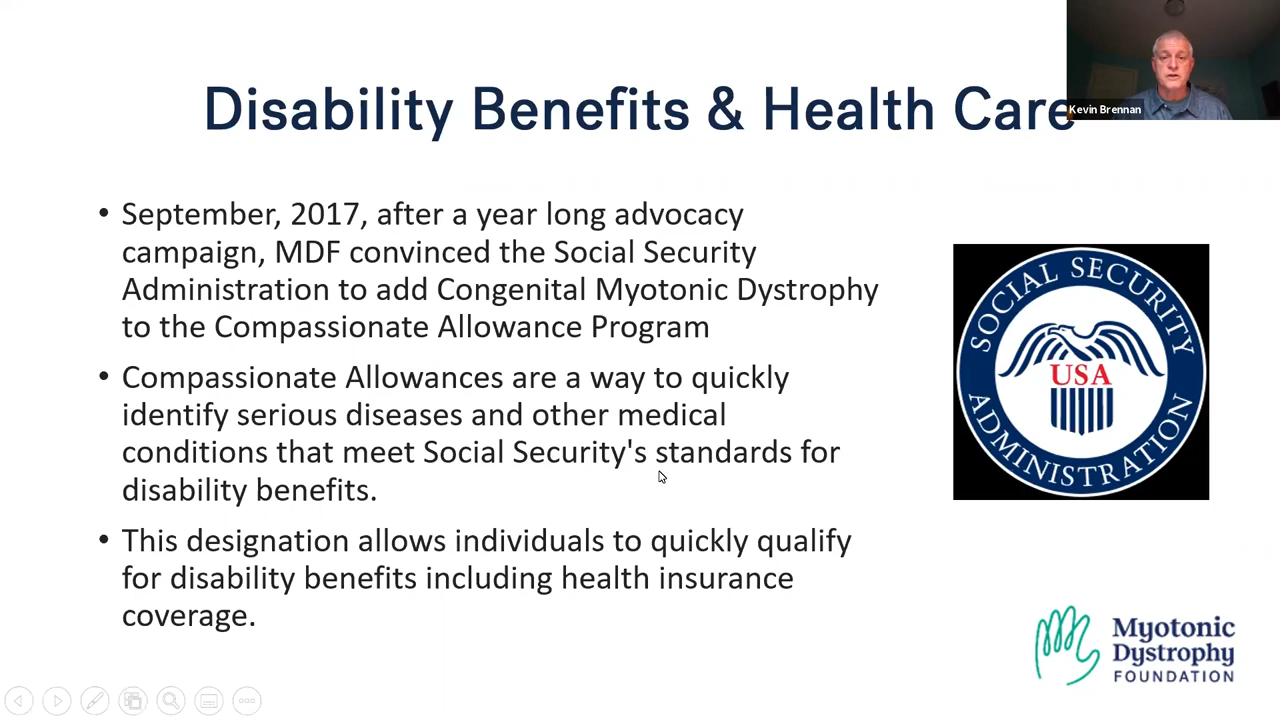 Disability Benefits & Health Care
Kevin Brennan
• September, 2017, after a year long advocacy
campaign, MDF convinced the Social Security
Administration to add Congenital Myotonic Dystrophy
to the Compassionate Allowance Program
• Compassionate Allowances are a way to quickly
identify serious diseases and other medical
conditions that meet Social Security's standards for
disability benefits.
• This designation allows individuals to quickly qualify
for disability benefits including health insurance
coverage.
SOCIAL SECURITY
USA
ADMINISTRATION
Myotonic
Dystrophy
FOUNDATION